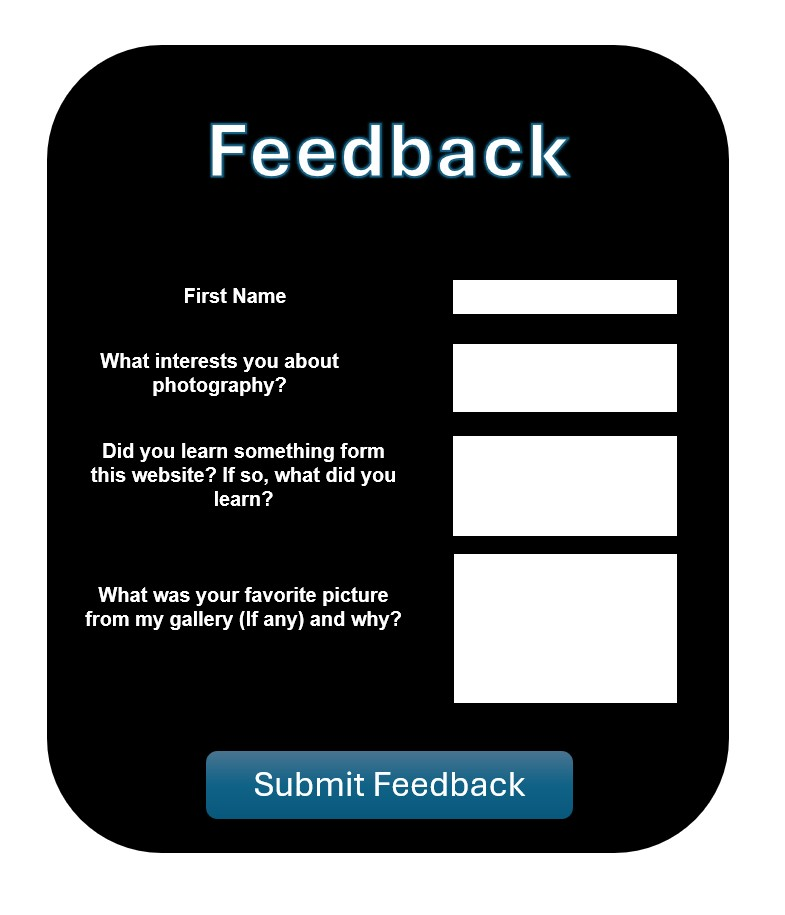 Feedback
First Name
What interests you about
photography?
Did you learn something form
this website? If so, what did you
learn?
What was your favorite picture
from my gallery (If any) and why?
Submit Feedback